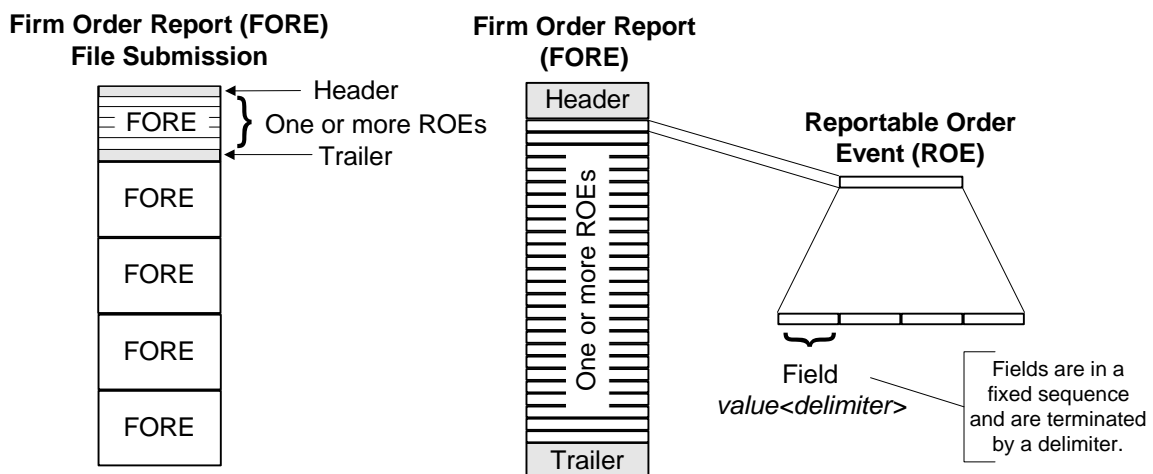 Firm Order Report (FORE)
File Submission
Header
FORE
One or more ROEs
Trailer
FORE
FORE
FORE
FORE
Firm Order Report
(FORE)
Header
One or more ROEs
Trailer
Reportable Order
Event (ROE)
Field
value<delimiter>
Fields are in a
fixed sequence
and are terminated
by a delimiter.